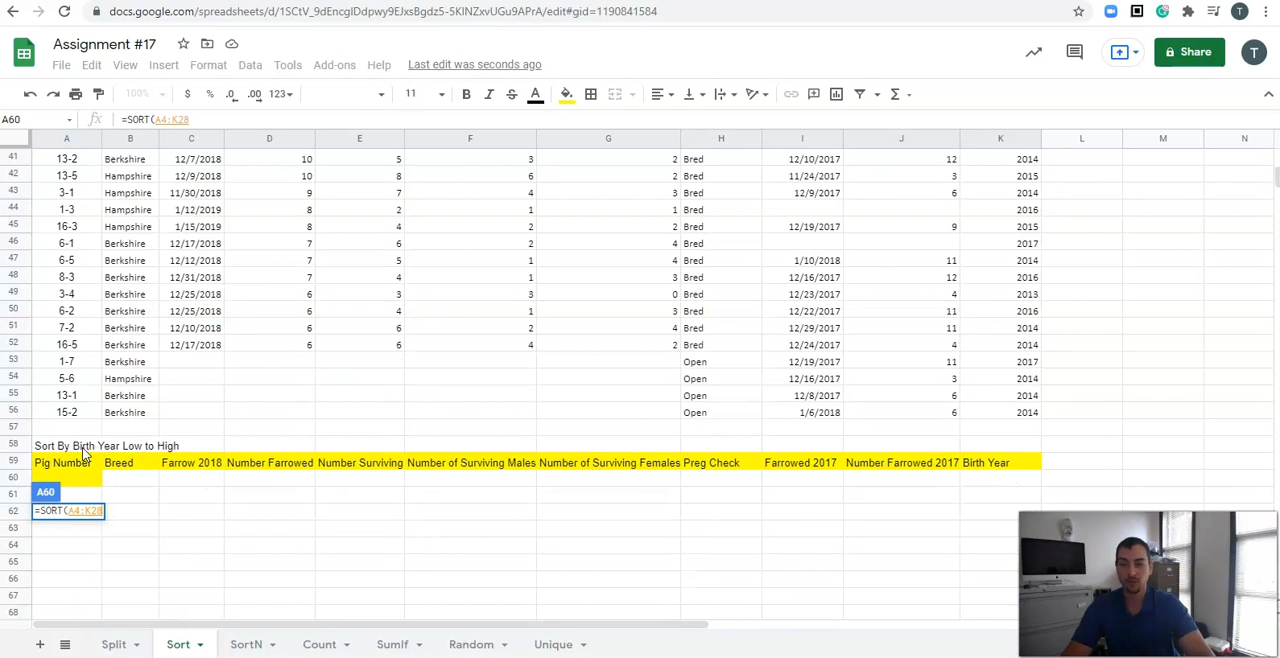 docs.google.com/spreadsheets/d/1SCtV_9dEncgIDdpwy9EJxsBgdz5-5KINZxvUGu9APrA/edit#gid=1190841584
T
Assignment #17
Share
T
File Edit View Insert Format Data Tools Add-ons Help Last edit was seconds ago
100% $ % .0 .00 123 11 B I S A Σ
A60 fx =SORT(A4:K28
A B C D E F G H I J K L M N
41 13-2 Berkshire 12/7/2018 10 5 3 2 Bred 12/10/2017 12 2014
42 13-5 Hampshire 12/9/2018 10 8 6 2 Bred 11/24/2017 3 2015
43 3-1 Hampshire 11/30/2018 9 7 4 3 Bred 12/9/2017 6 2014
44 1-3 Hampshire 1/12/2019 8 2 1 1 Bred 2016
45 16-3 Hampshire 1/15/2019 8 4 2 2 Bred 12/19/2017 9 2015
46 6-1 Berkshire 12/17/2018 7 6 2 4 Bred 2017
47 6-5 Berkshire 12/12/2018 7 5 1 4 Bred 1/10/2018 11 2014
48 8-3 Berkshire 12/31/2018 7 4 1 3 Bred 12/16/2017 12 2016
49 3-4 Berkshire 12/25/2018 6 3 3 0 Bred 12/23/2017 4 2013
50 6-2 Berkshire 12/25/2018 6 4 1 3 Bred 12/22/2017 11 2016
51 7-2 Berkshire 12/10/2018 6 6 2 4 Bred 12/29/2017 11 2014
52 16-5 Berkshire 12/17/2018 6 6 4 2 Bred 12/24/2017 4 2014
53 1-7 Berkshire Open 12/19/2017 11 2017
54 5-6 Hampshire Open 12/16/2017 3 2014
55 13-1 Berkshire Open 12/8/2017 6 2014
56 15-2 Berkshire Open 1/6/2018 6 2014
57
58 Sort By Birth Year Low to High
59 Pig Number Breed Farrow 2018 Number Farrowed Number Surviving Number of Surviving Males Number of Surviving Females Preg Check Farrowed 2017 Number Farrowed 2017 Birth Year
60
61 A60
62 =SORT(A4:K28
63
64
65
66
67
68
Split Sort SortN Count SumIf Random Unique